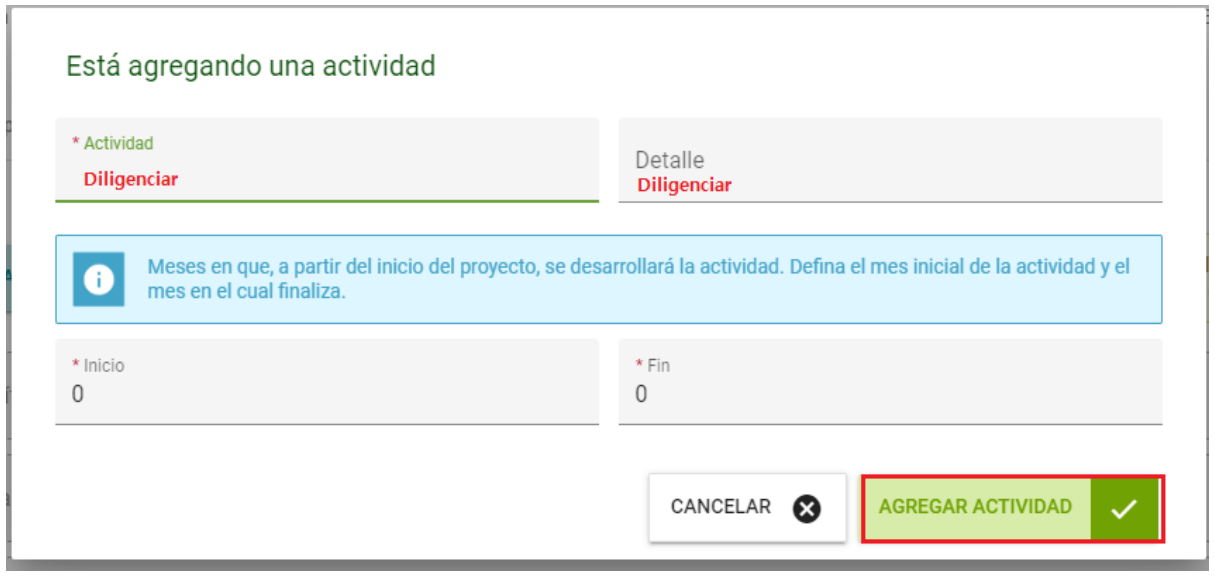 Está agregando una actividad
* Actividad
Diligenciar
Detalle
Diligenciar
Meses en que, a partir del inicio del proyecto, se desarrollará la actividad. Defina el mes inicial de la actividad y el
mes en el cual finaliza.
* Inicio
0
* Fin
0
CANCELAR
AGREGAR ACTIVIDAD